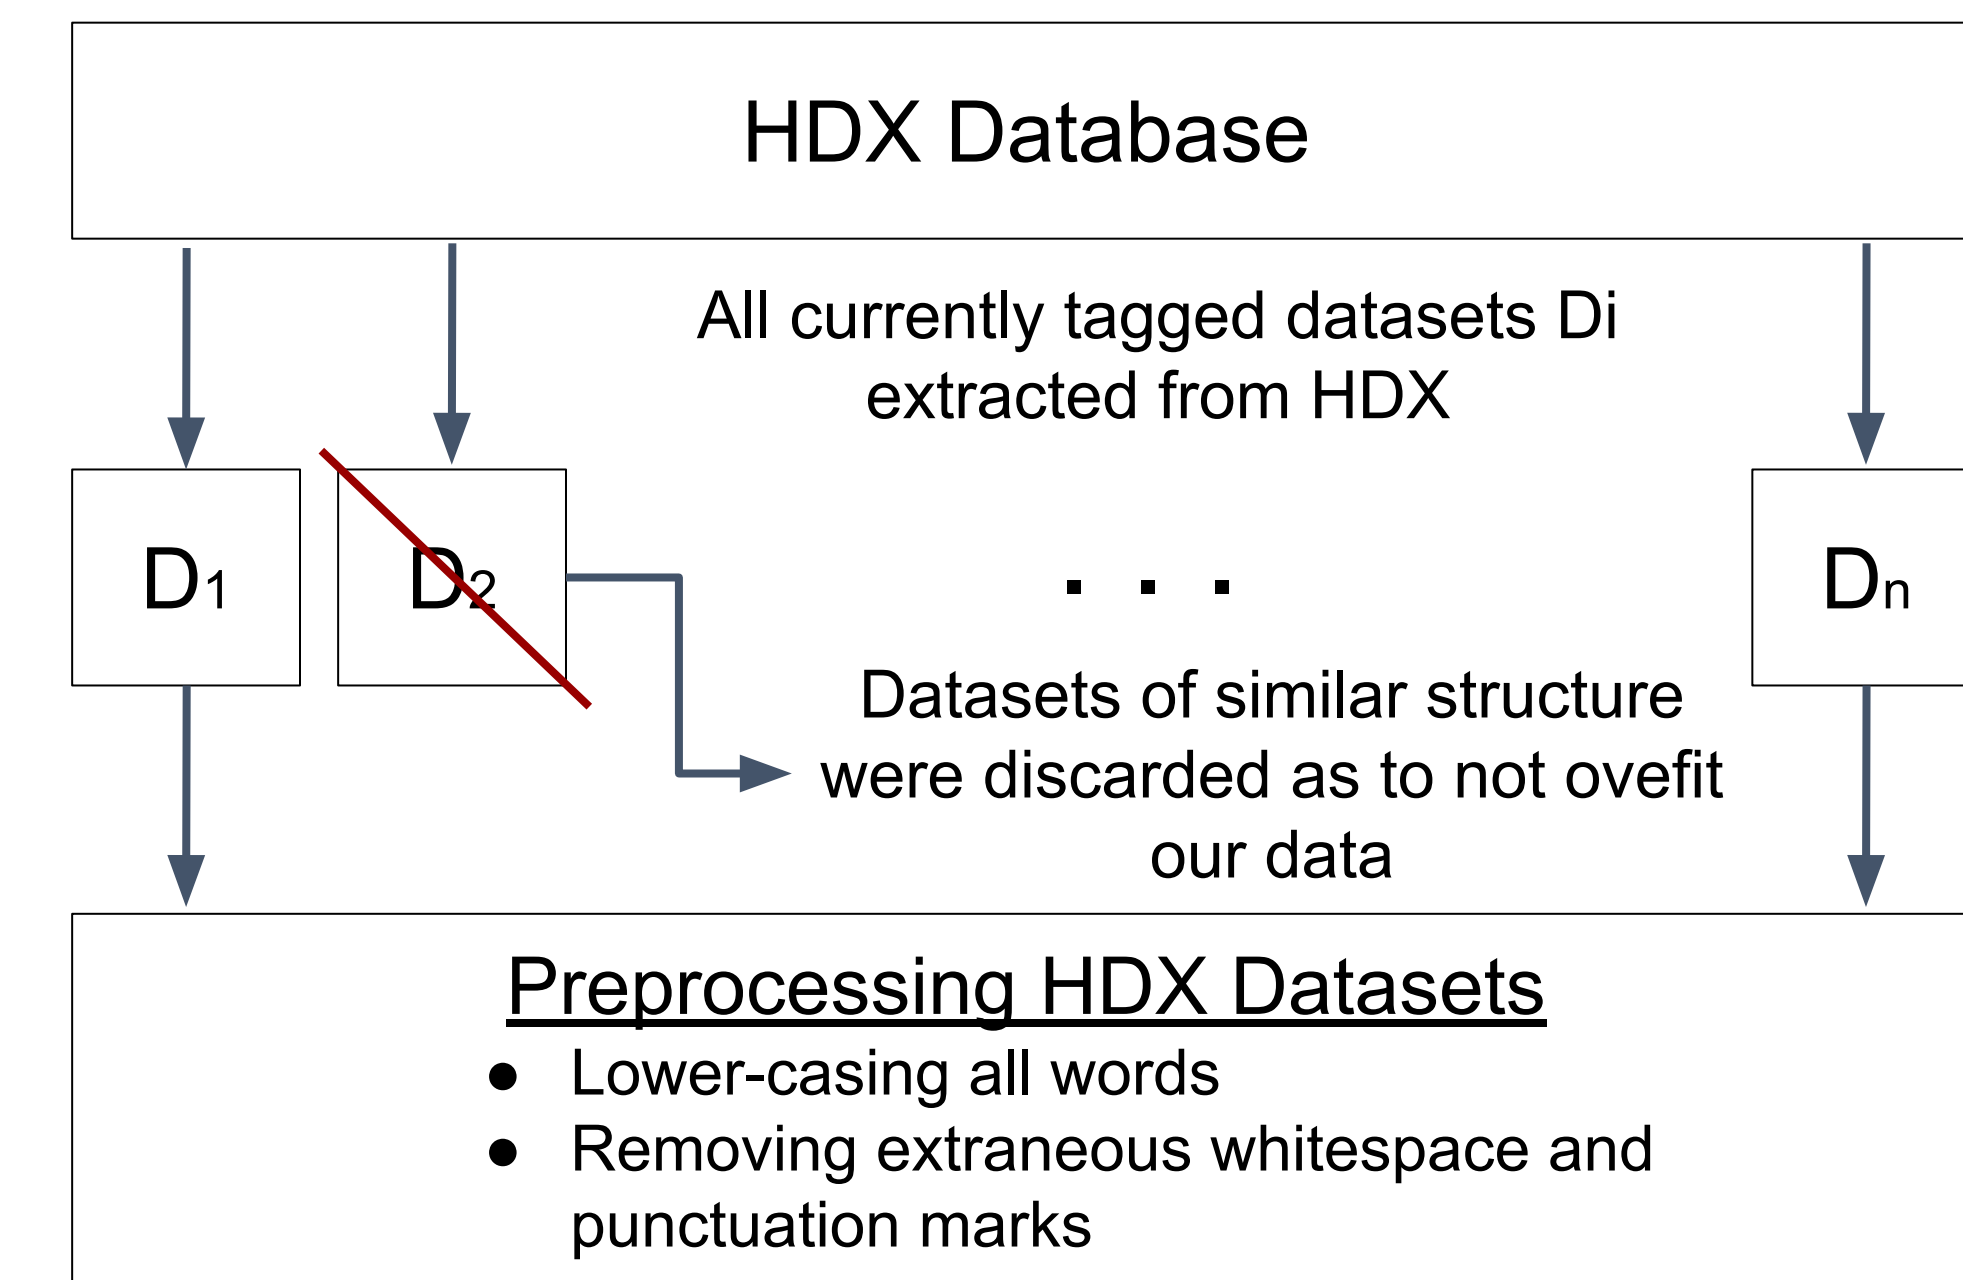 HDX Database
All currently tagged datasets Di
extracted from HDX
D1
D2
. . .
Dn
Datasets of similar structure
were discarded as to not ovefit
our data
Preprocessing HDX Datasets
● Lower-casing all words
● Removing extraneous whitespace and
punctuation marks